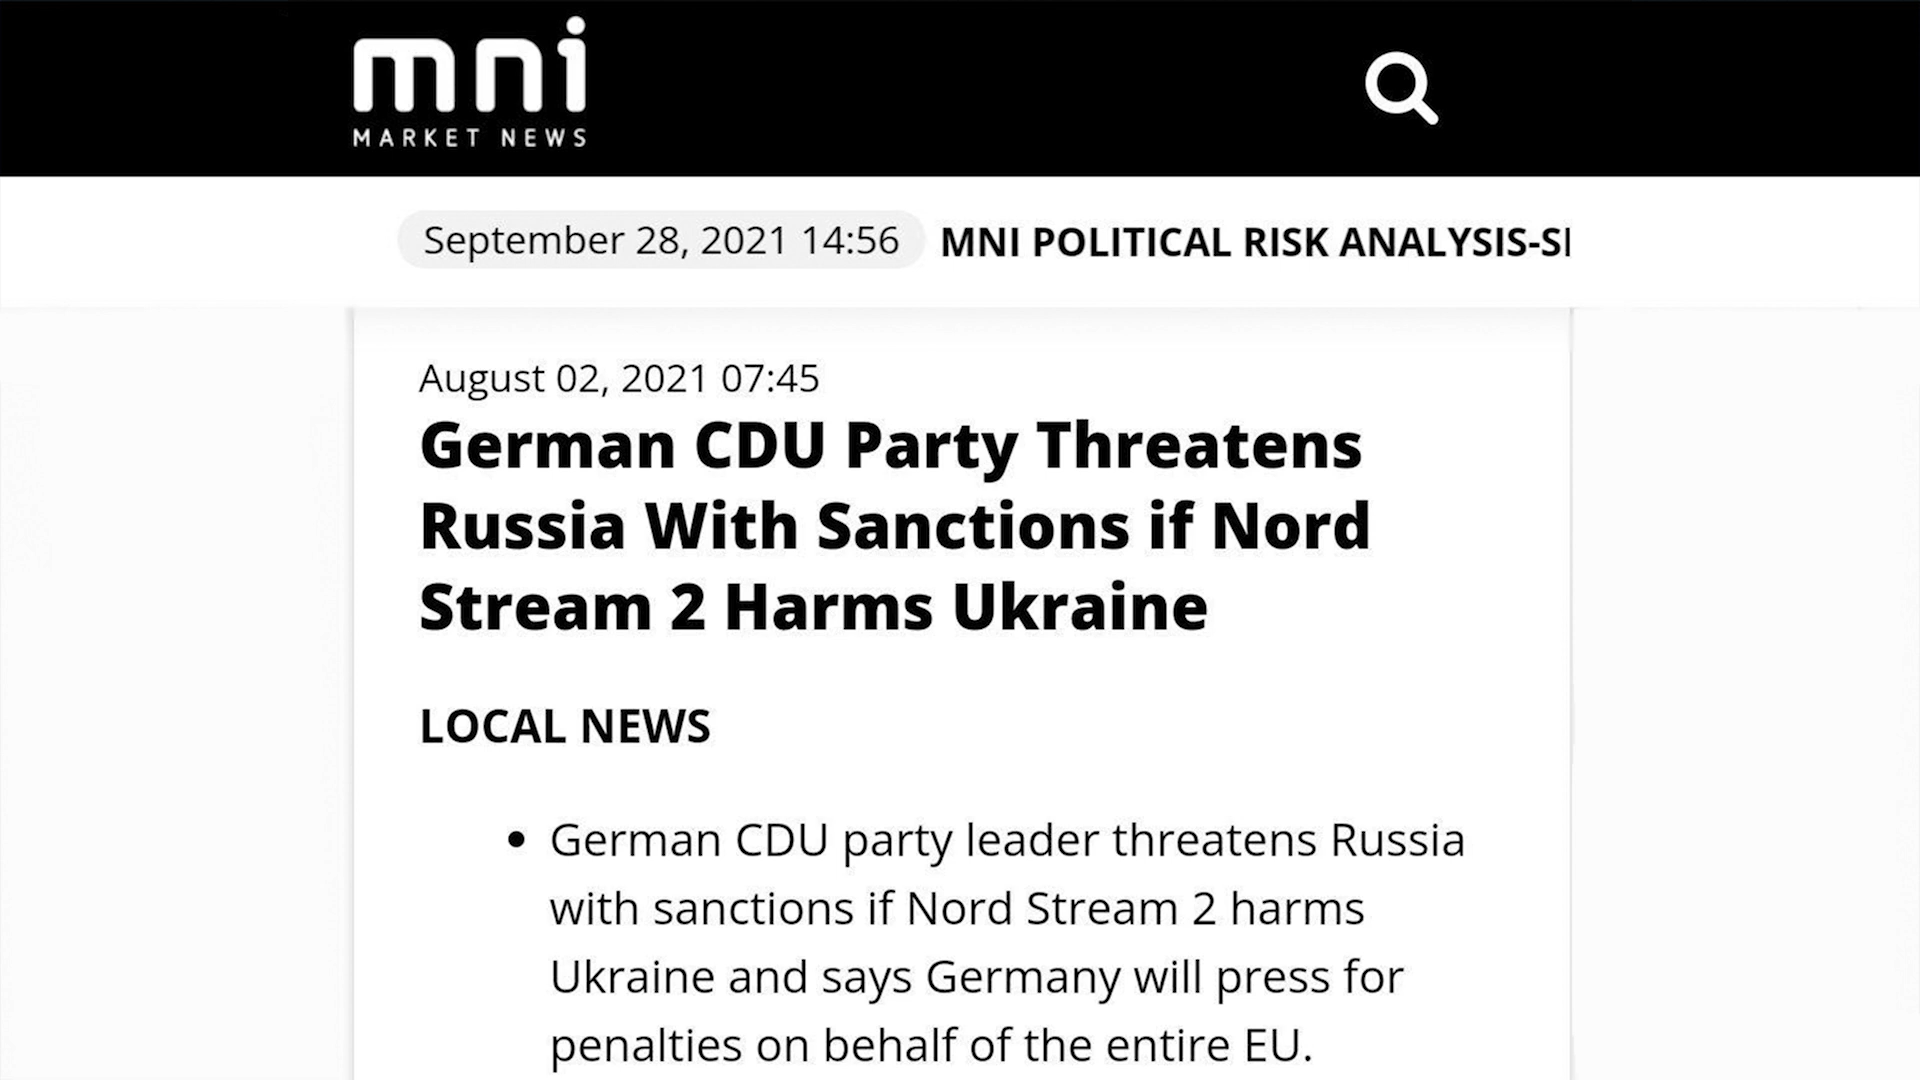 mni
MARKET NEWS
September 28, 2021 14:56 MNI POLITICAL RISK ANALYSIS-SI
August 02, 2021 07:45
German CDU Party Threatens
Russia With Sanctions if Nord
Stream 2 Harms Ukraine
LOCAL NEWS
• German CDU party leader threatens Russia
with sanctions if Nord Stream 2 harms
Ukraine and says Germany will press for
penalties on behalf of the entire EU.